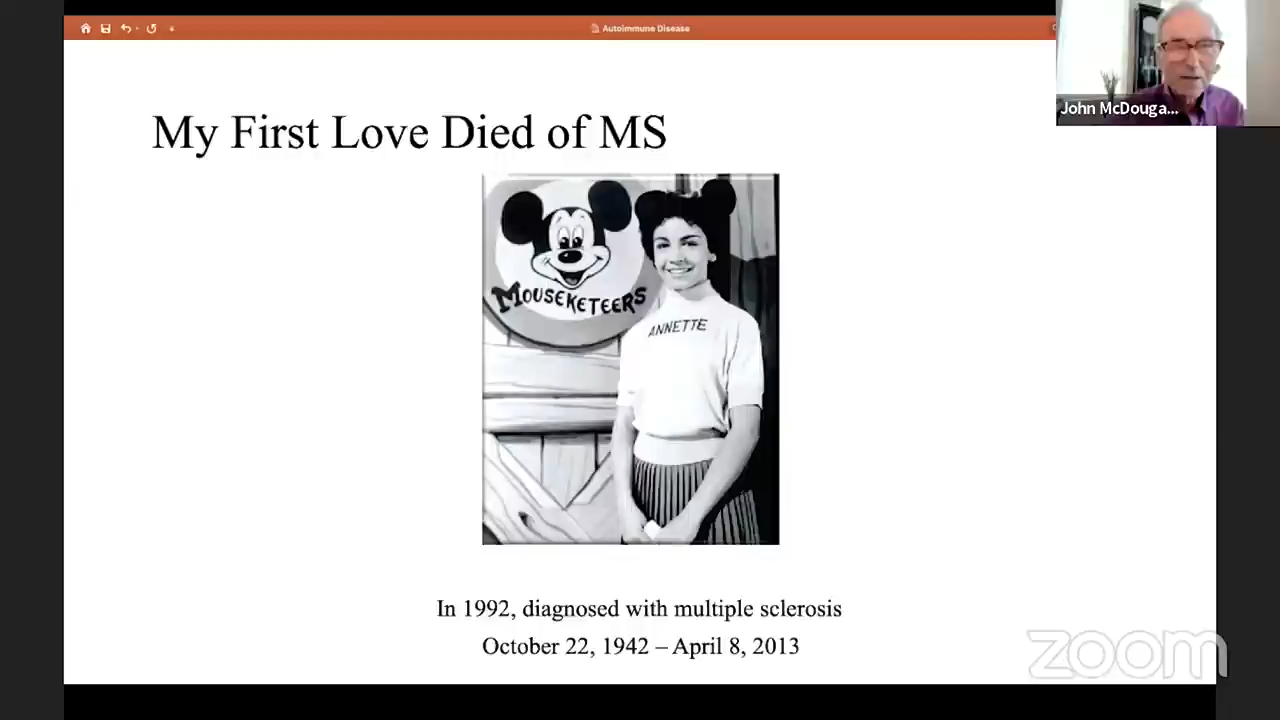 Autoimmune Disease
John McDouga...
My First Love Died of MS
MOUSEKETEERS
ANNETTE
In 1992, diagnosed with multiple sclerosis
October 22, 1942 – April 8, 2013
zoom